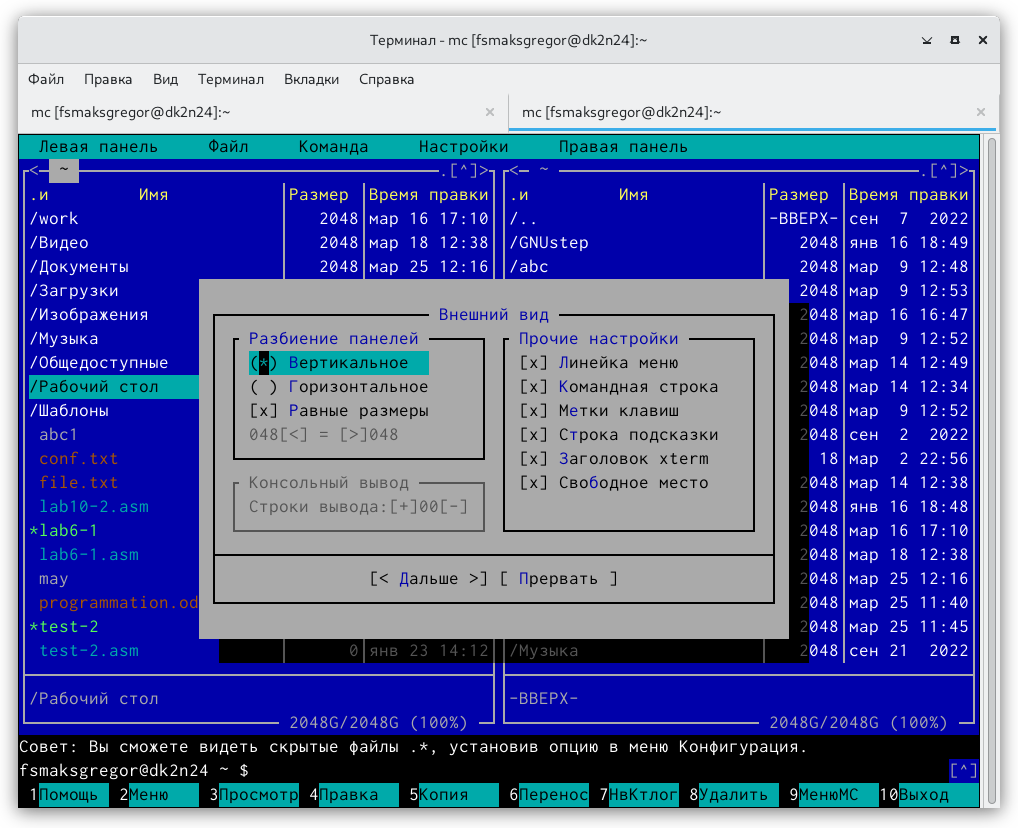 Терминал - mc [fsmaksgregor@dk2n24]:~
Файл Правка Вид Терминал Вкладки Справка
mc [fsmaksgregor@dk2n24]:~ × mc [fsmaksgregor@dk2n24]:~ ×
Левая панель Файл Команда Настройки Правая панель
<─ ~ .[^]> <─ ~ .[^]>
.и Имя Размер Время правки .и Имя Размер Время правки
/work 2048 мар 16 17:10 /.. -ВВЕРХ- сен 7 2022
/Видео 2048 мар 18 12:38 /GNUstep 2048 янв 16 18:49
/Документы 2048 мар 25 12:16 /abc 2048 мар 9 12:48
/Загрузки 2048 мар 9 12:53
/Изображения Внешний вид 2048 мар 16 16:47
/Музыка Разбиение панелей Прочие настройки 2048 мар 9 12:52
/Общедоступные (*) Вертикальное [x] Линейка меню 2048 мар 14 12:49
/Рабочий стол ( ) Горизонтальное [x] Командная строка 2048 мар 14 12:34
/Шаблоны [x] Равные размеры [x] Метки клавиш 2048 мар 9 12:52
abc1 048[<] = [>]048 [x] Строка подсказки 2048 сен 2 2022
conf.txt [x] Заголовок xterm 18 мар 2 22:56
file.txt Консольный вывод [x] Свободное место 2048 мар 14 12:38
lab10-2.asm Строки вывода:[+]00[-] 2048 янв 16 18:48
*lab6-1 2048 мар 16 17:10
lab6-1.asm 2048 мар 18 12:38
may [< Дальше >] [ Прервать ] 2048 мар 25 12:16
programmation.od 2048 мар 25 11:40
*test-2 2048 мар 25 11:45
test-2.asm 0 янв 23 14:12 /Музыка 2048 сен 21 2022
/Рабочий стол -ВВЕРХ-
2048G/2048G (100%) 2048G/2048G (100%)
Совет: Вы сможете видеть скрытые файлы .*, установив опцию в меню Конфигурация.
fsmaksgregor@dk2n24 ~ $ [^]
1Помощь 2Меню 3Просмотр 4Правка 5Копия 6Перенос 7НвКтлог 8Удалить 9МенюМС 10Выход